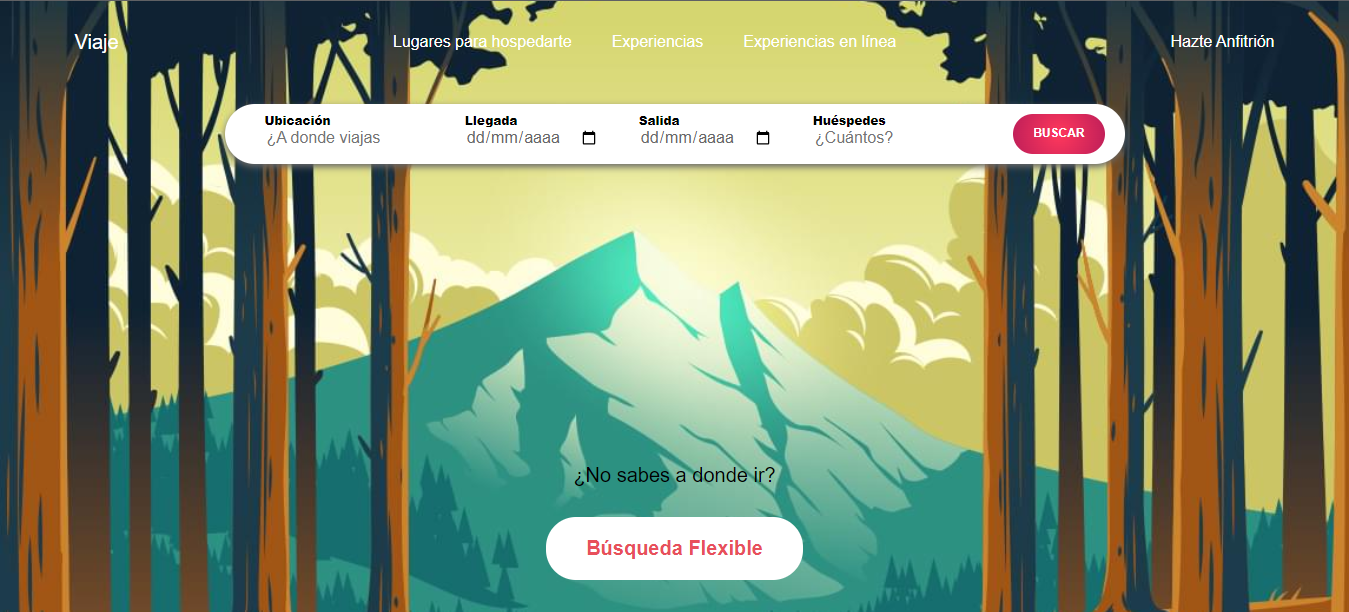 Viaje
Lugares para hospedarte
Experiencias
Experiencias en línea
Hazte Anfitrión
Ubicación
¿A donde viajas
Llegada
dd/mm/aaaa
Salida
dd/mm/aaaa
Huéspedes
¿Cuántos?
BUSCAR
¿No sabes a donde ir?
Búsqueda Flexible